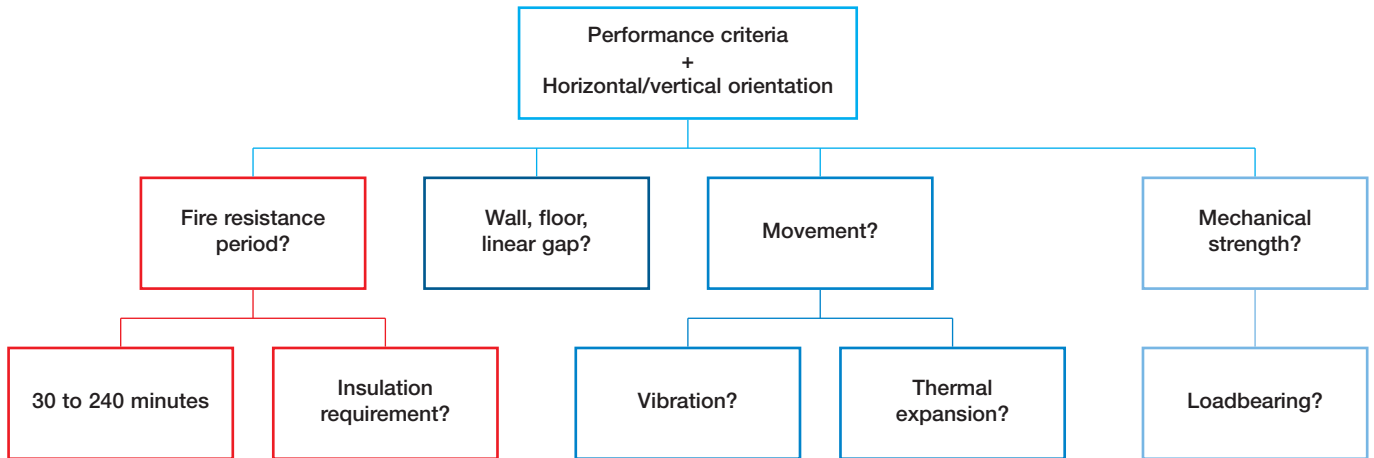 Performance criteria
+
Horizontal/vertical orientation
Fire resistance
period?
Wall, floor,
linear gap?
Movement?
Mechanical
strength?
30 to 240 minutes
Insulation
requirement?
Vibration?
Thermal
expansion?
Loadbearing?